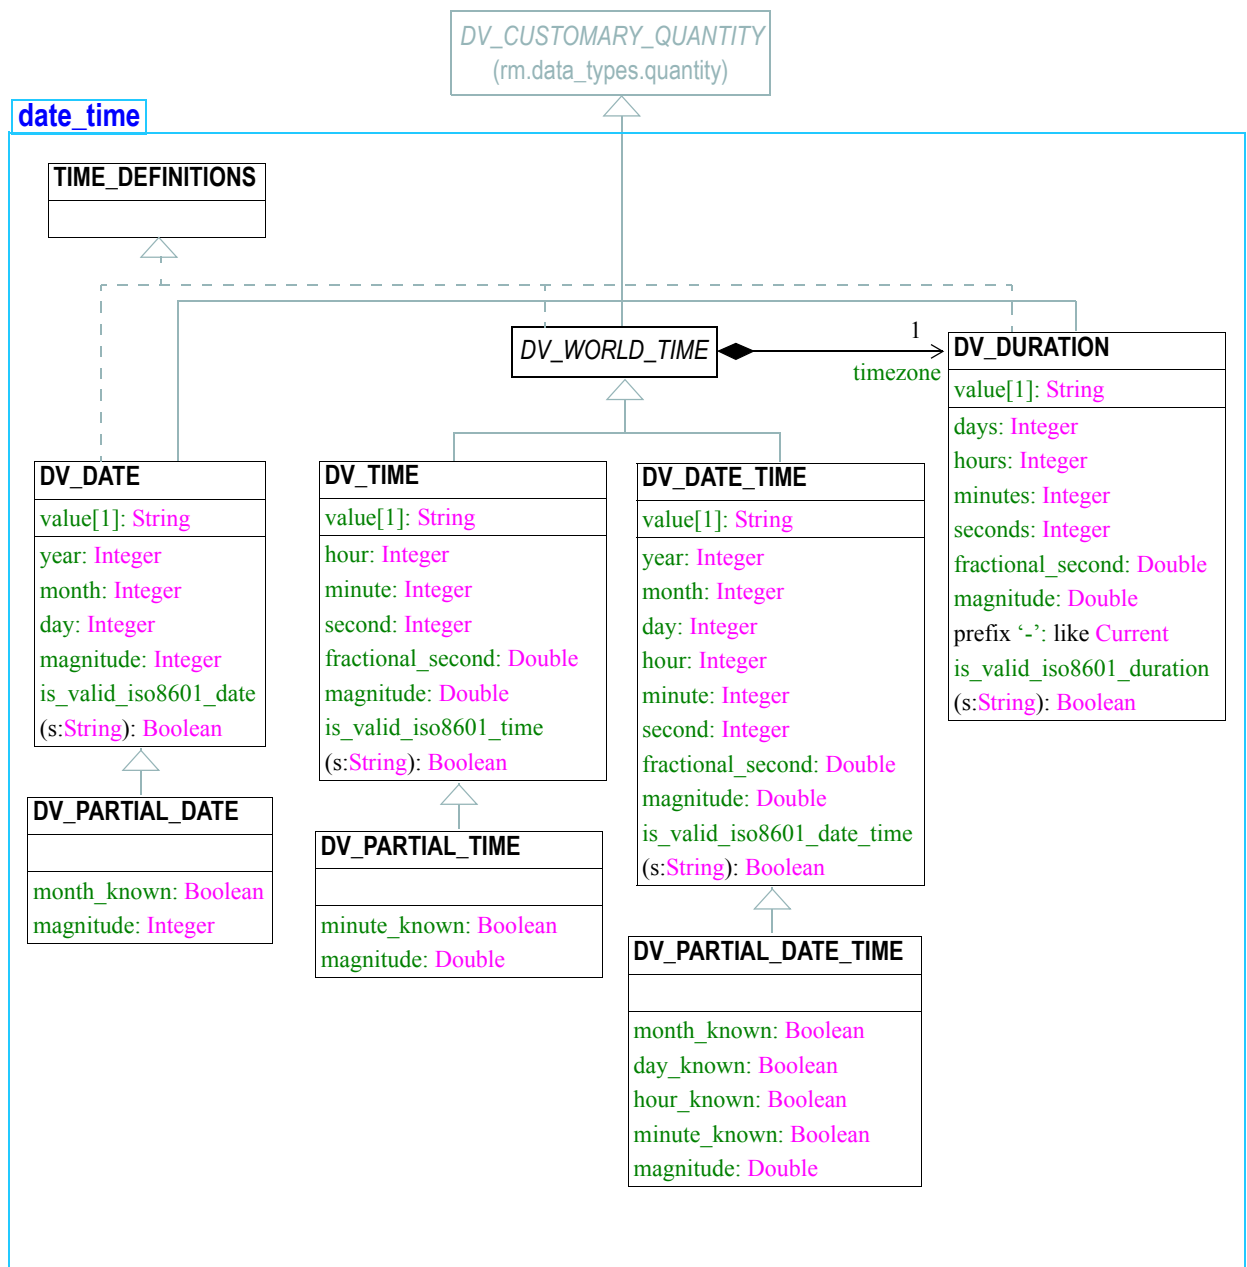 DV_CUSTOMARY_QUANTITY
(rm.data_types.quantity)
date_time
TIME_DEFINITIONS
DV_WORLD_TIME
1
timezone
DV_DURATION
value[1]: String
days: Integer
hours: Integer
minutes: Integer
seconds: Integer
fractional_second: Double
magnitude: Double
prefix ‘-’: like Current
is_valid_iso8601_duration
(s:String): Boolean
DV_DATE
value[1]: String
year: Integer
month: Integer
day: Integer
magnitude: Integer
is_valid_iso8601_date
(s:String): Boolean
DV_TIME
value[1]: String
hour: Integer
minute: Integer
second: Integer
fractional_second: Double
magnitude: Double
is_valid_iso8601_time
(s:String): Boolean
DV_DATE_TIME
value[1]: String
year: Integer
month: Integer
day: Integer
hour: Integer
minute: Integer
second: Integer
fractional_second: Double
magnitude: Double
is_valid_iso8601_date_time
(s:String): Boolean
DV_PARTIAL_DATE
month_known: Boolean
magnitude: Integer
DV_PARTIAL_TIME
minute_known: Boolean
magnitude: Double
DV_PARTIAL_DATE_TIME
month_known: Boolean
day_known: Boolean
hour_known: Boolean
minute_known: Boolean
magnitude: Double